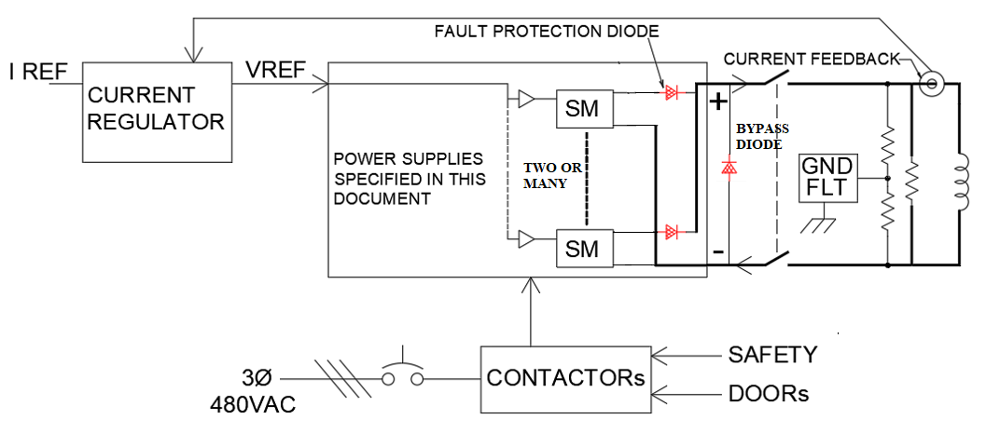 FAULT PROTECTION DIODE
I REF
VREF
CURRENT FEEDBACK
CURRENT
REGULATOR
SM
+
BYPASS
DIODE
POWER SUPPLIES
SPECIFIED IN THIS
DOCUMENT
TWO OR
MANY
GND
FLT
SM
-
3Ø
480VAC
CONTACTORs
SAFETY
DOORs